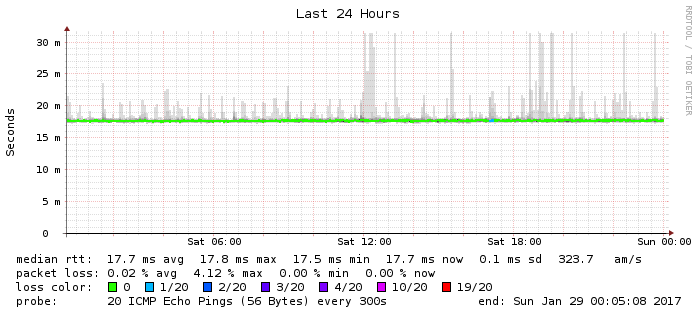 Last 24 Hours
RRDTOOL / TOBI OETIKER
Seconds
30 m
25 m
20 m
15 m
10 m
5 m
0
Sat 06:00 Sat 12:00 Sat 18:00 Sun 00:00
median rtt: 17.7 ms avg 17.8 ms max 17.5 ms min 17.7 ms now 0.1 ms sd 323.7 am/s
packet loss: 0.02 % avg 4.12 % max 0.00 % min 0.00 % now
loss color: 0 1/20 2/20 3/20 4/20 10/20 19/20
probe: 20 ICMP Echo Pings (56 Bytes) every 300s end: Sun Jan 29 00:05:08 2017